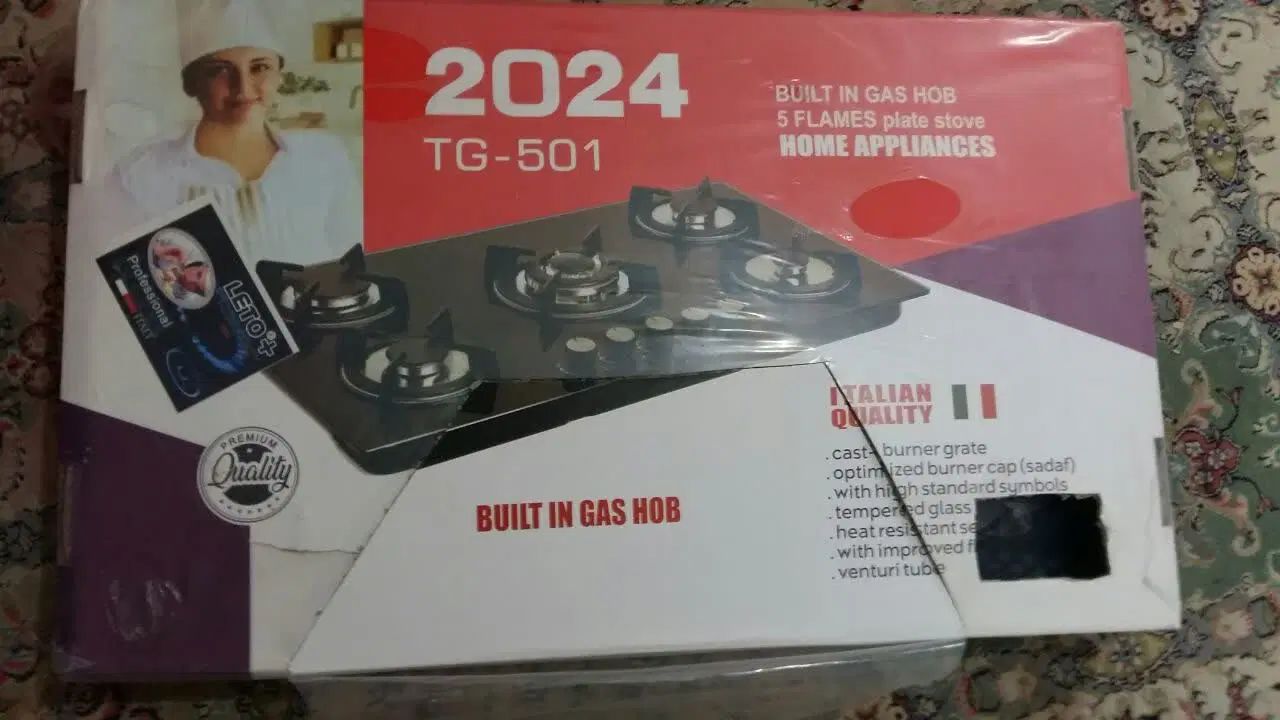 2024
TG-501
BUILT IN GAS HOB
5 FLAMES plate stove
HOME APPLIANCES
LETO++
Professional
ITALY
PREMIUM
Quality
BUILT IN GAS HOB
ITALIAN
QUALITY
.cast- burner grate
.optimized burner cap (sadaf)
.with high standard symbols
.tempered glass
.heat resistant
.with improved
.venturi tube